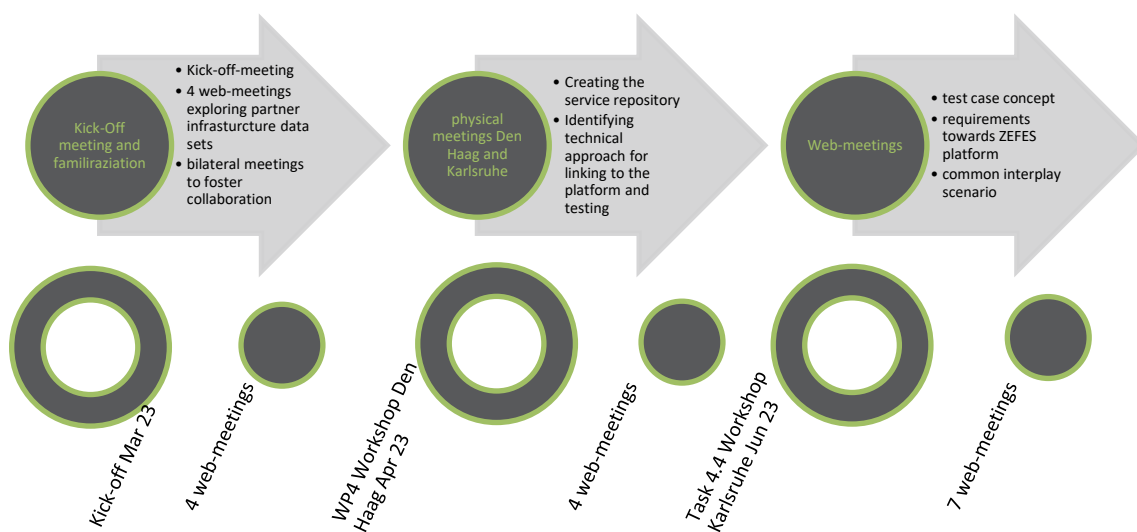 Kick-Off
meeting and
familiraziation
• Kick-off-meeting
• 4 web-meetings
exploring partner
infrasturcture data
sets
• bilateral meetings
to foster
collaboration
physical
meetings Den
Haag and
Karlsruhe
• Creating the
service repository
• Identifying
technical
approach for
linking to the
platform and
testing
Web-meetings
• test case concept
• requirements
towards ZEFES
platform
• common interplay
scenario
Kick-off Mar 23
4 web-meetings
WP4 Workshop Den
Haag Apr 23
4 web-meetings
Task 4.4 Workshop
Karlsruhe Jun 23
7 web-meetings